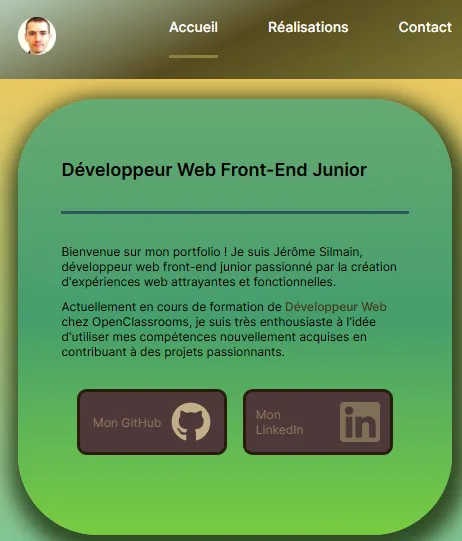 Accueil Réalisations Contact
Développeur Web Front-End Junior
Bienvenue sur mon portfolio ! Je suis Jérôme Silmain,
développeur web front-end junior passionné par la création
d'expériences web attrayantes et fonctionnelles.
Actuellement en cours de formation de Développeur Web
chez OpenClassrooms, je suis très enthousiaste à l'idée
d'utiliser mes compétences nouvellement acquises en
contribuant à des projets passionnants.
Mon GitHub
Mon
LinkedIn
in